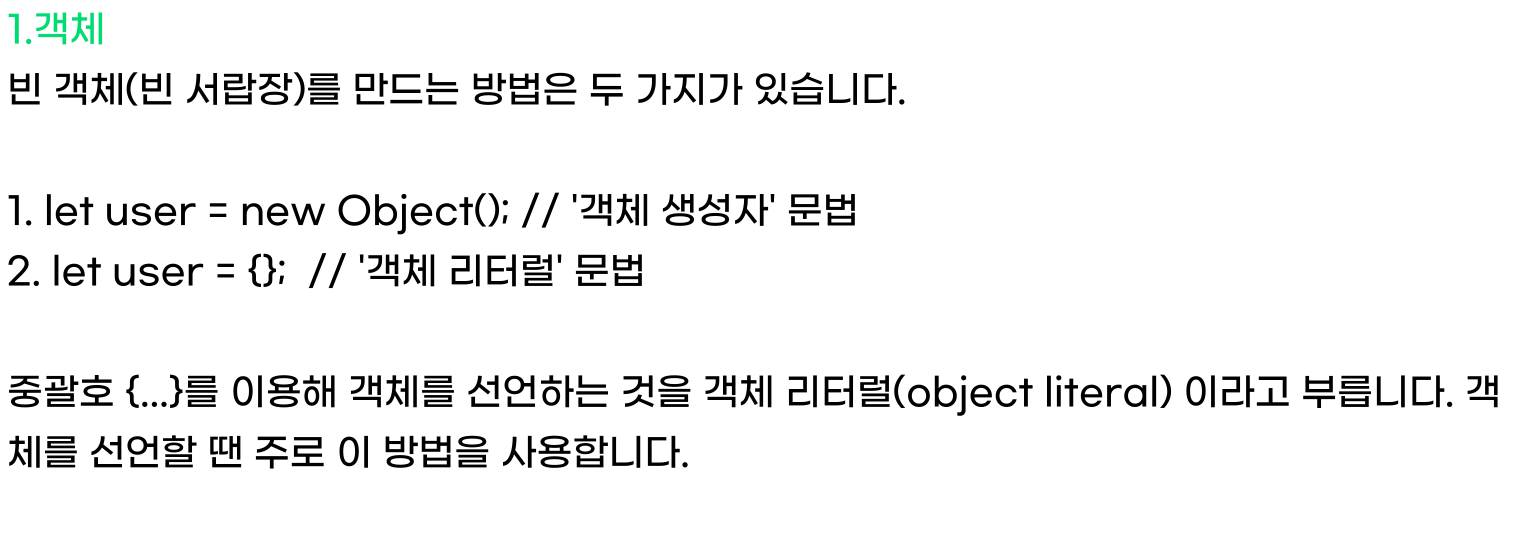 1.객체
빈 객체(빈 서랍장)를 만드는 방법은 두 가지가 있습니다.
1. let user = new Object(); // '객체 생성자' 문법
2. let user = {};  // '객체 리터럴' 문법
중괄호 {...}를 이용해 객체를 선언하는 것을 객체 리터럴(object literal) 이라고 부릅니다. 객
체를 선언할 땐 주로 이 방법을 사용합니다.